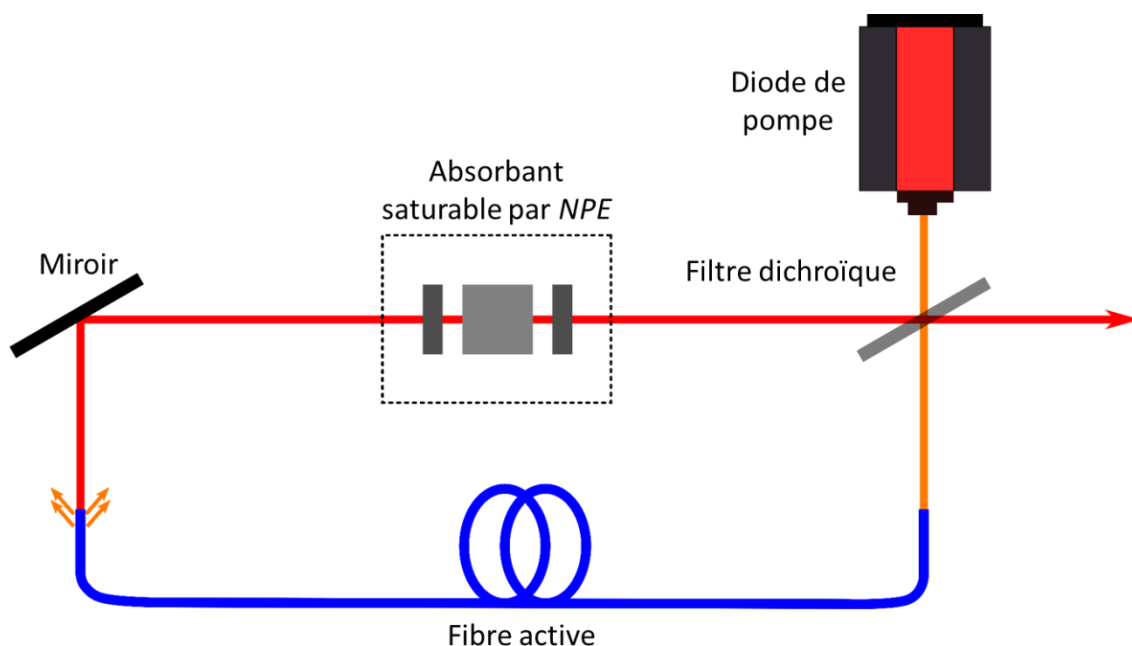 Diode de
pompe
Absorbant
saturable par NPE
Miroir
Filtre dichroïque
Fibre active